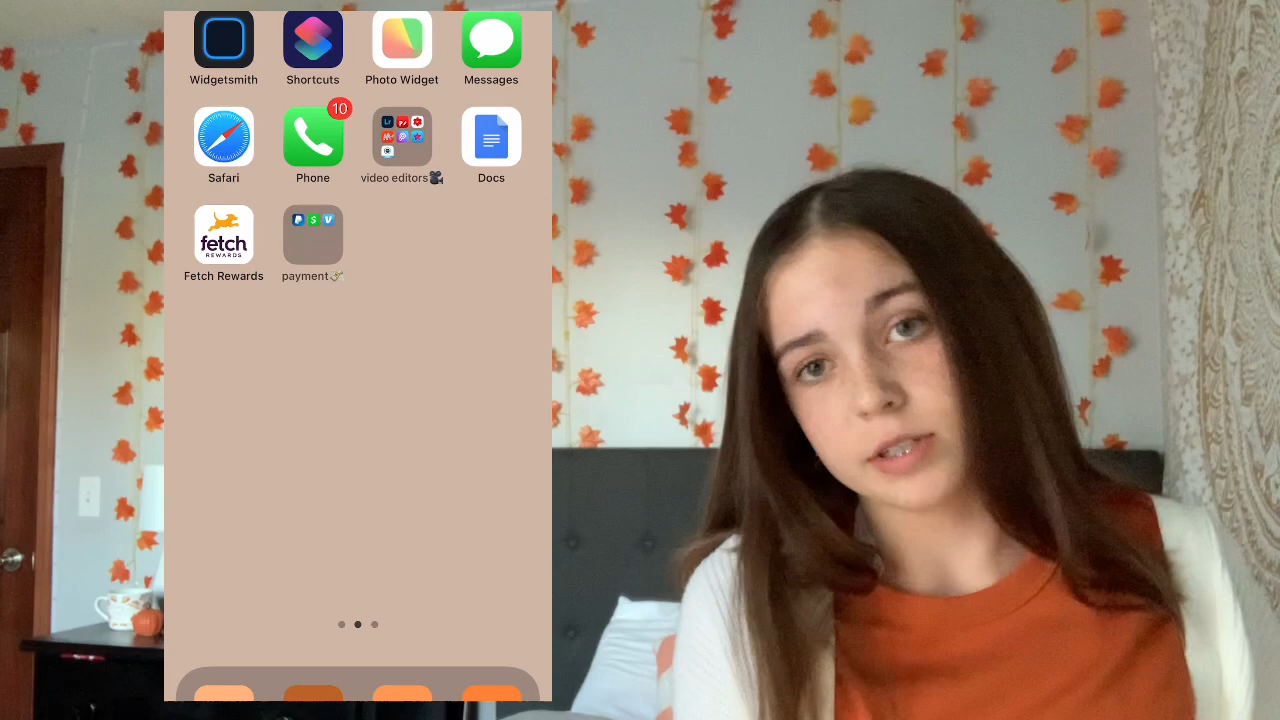 Widgetsmith Shortcuts Photo Widget Messages
10
Safari Phone video editors🎥 Docs
fetch
REWARDS
Fetch Rewards payment💸